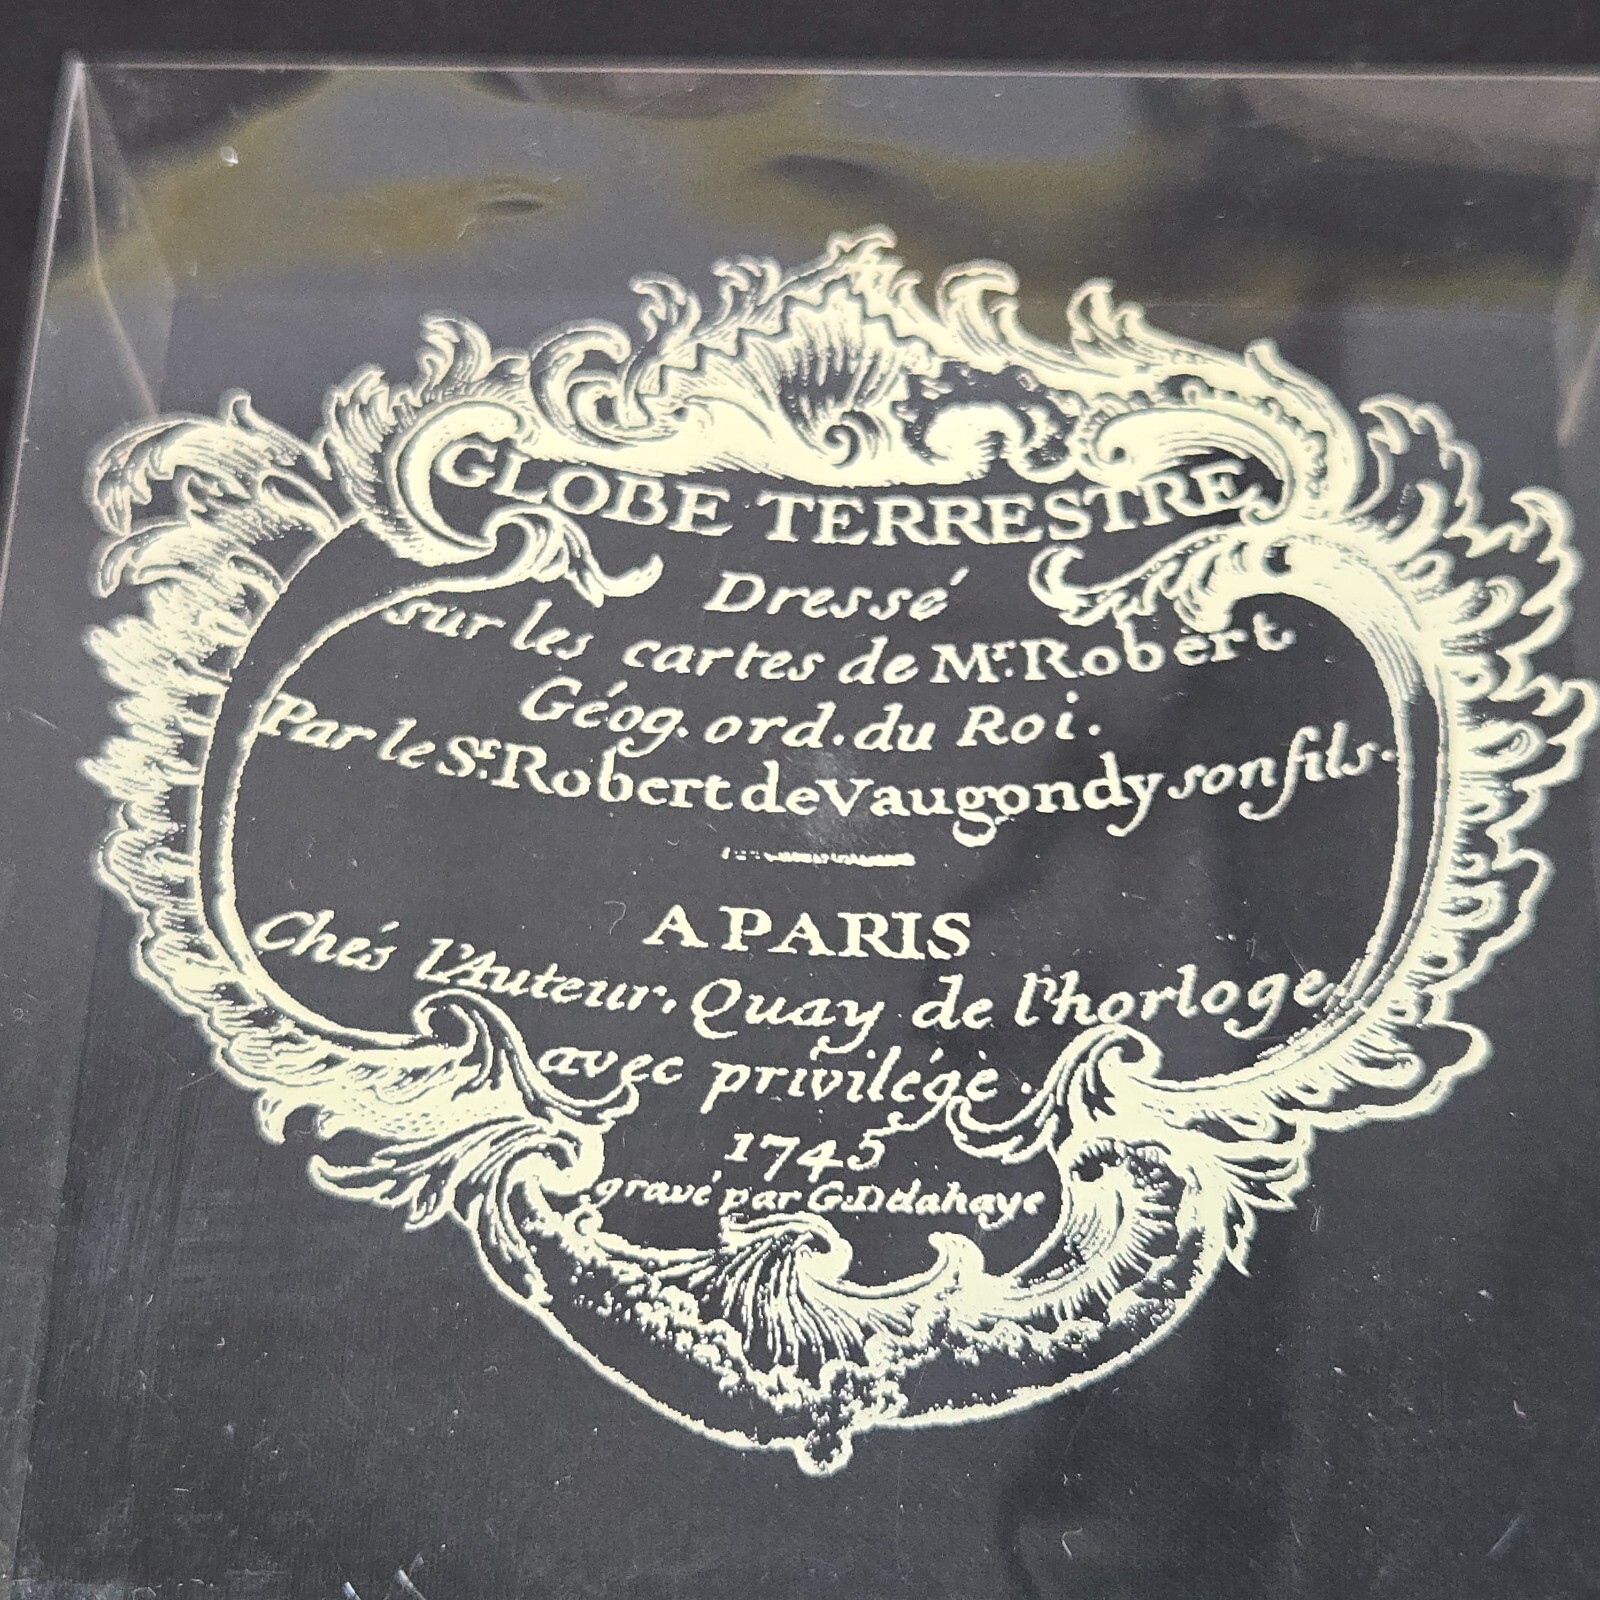 GLOBE TERRESTRE
Dressé
sur les cartes de Mr. Robert
Géog. ord. du Roi.
Par le Sr. Robert de Vaugondy son fils.
A PARIS
Chés l'Auteur, Quay de l'horloge
avec privilégè.
1745
gravé par G. Delahaye